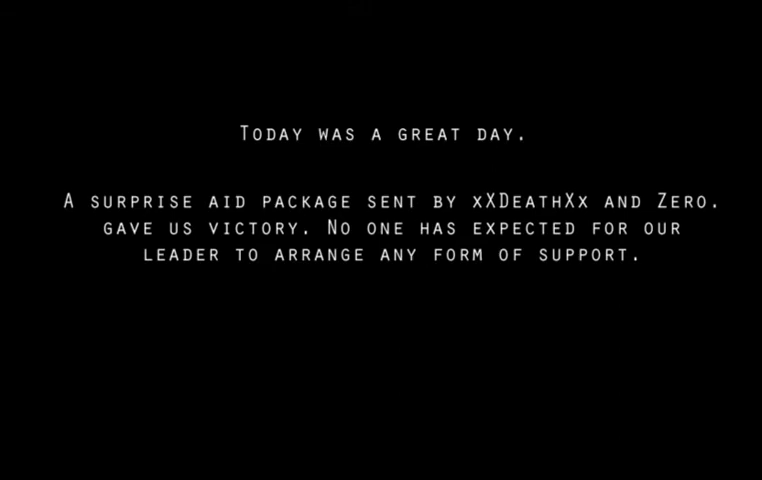 Today was a great day.
A surprise aid package sent by xXDeathXx and Zero.
gave us victory. No one has expected for our
leader to arrange any form of support.